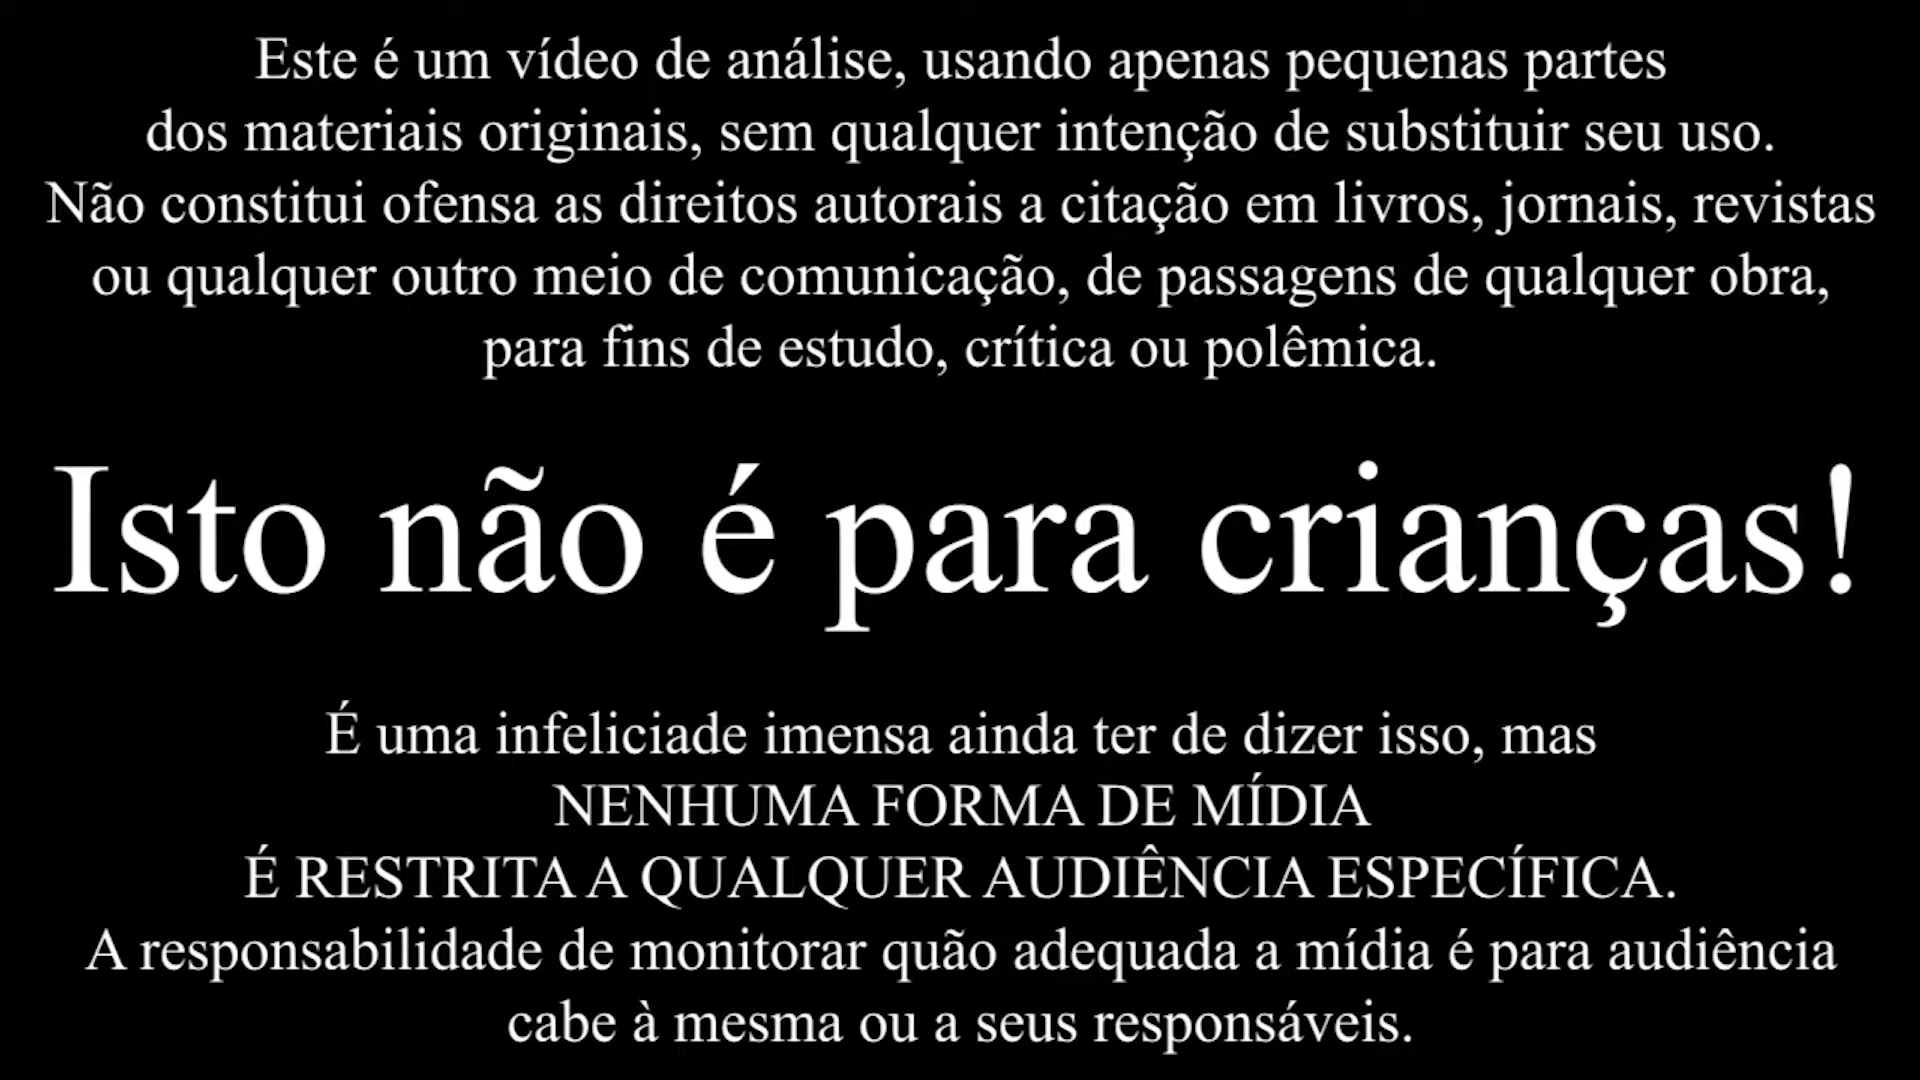 Este é um vídeo de análise, usando apenas pequenas partes
dos materiais originais, sem qualquer intenção de substituir seu uso.
Não constitui ofensa as direitos autorais a citação em livros, jornais, revistas
ou qualquer outro meio de comunicação, de passagens de qualquer obra,
para fins de estudo, crítica ou polêmica.
Isto não é para crianças!
É uma infeliciade imensa ainda ter de dizer isso, mas
NENHUMA FORMA DE MÍDIA
É RESTRITA A QUALQUER AUDIÊNCIA ESPECÍFICA.
A responsabilidade de monitorar quão adequada a mídia é para audiência
cabe à mesma ou a seus responsáveis.